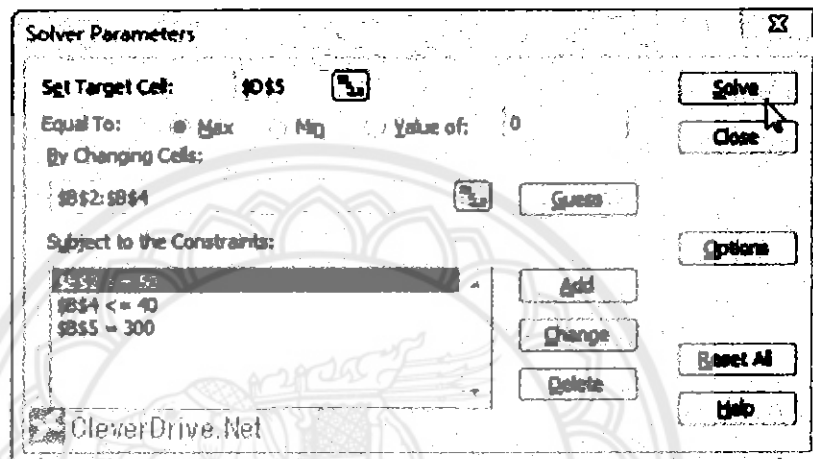 Solver Parameters
Set Target Cell: $D$5
Solve
Equal To: Max Min Value of: 0
Close
By Changing Cells:
$B$2:$B$4
Guess
Subject to the Constraints:
Options
Add
$B$4 <= 40
$B$5 = 300
Change
Reset All
Delete
Help
CleverDrive.Net